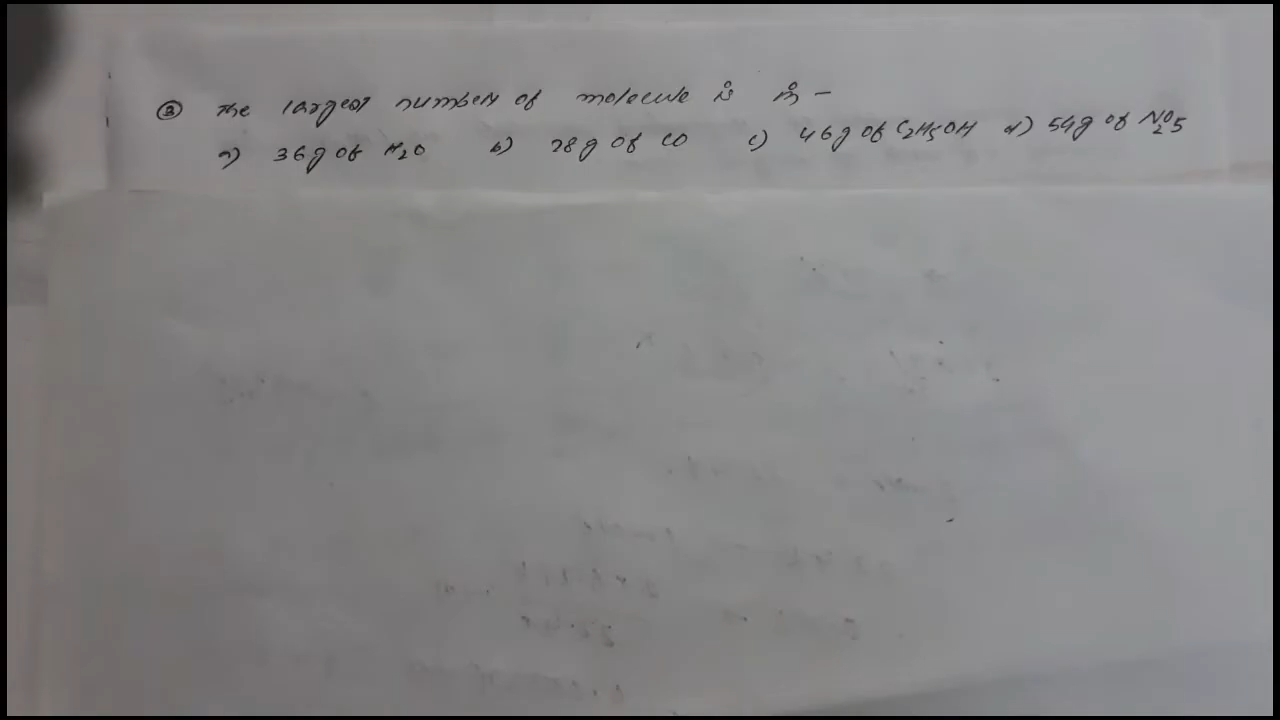 ③ The largest number of molecule is in -
a) 36g of H2O b) 28g of CO c) 46g of C2H5OH d) 54g of N2O5